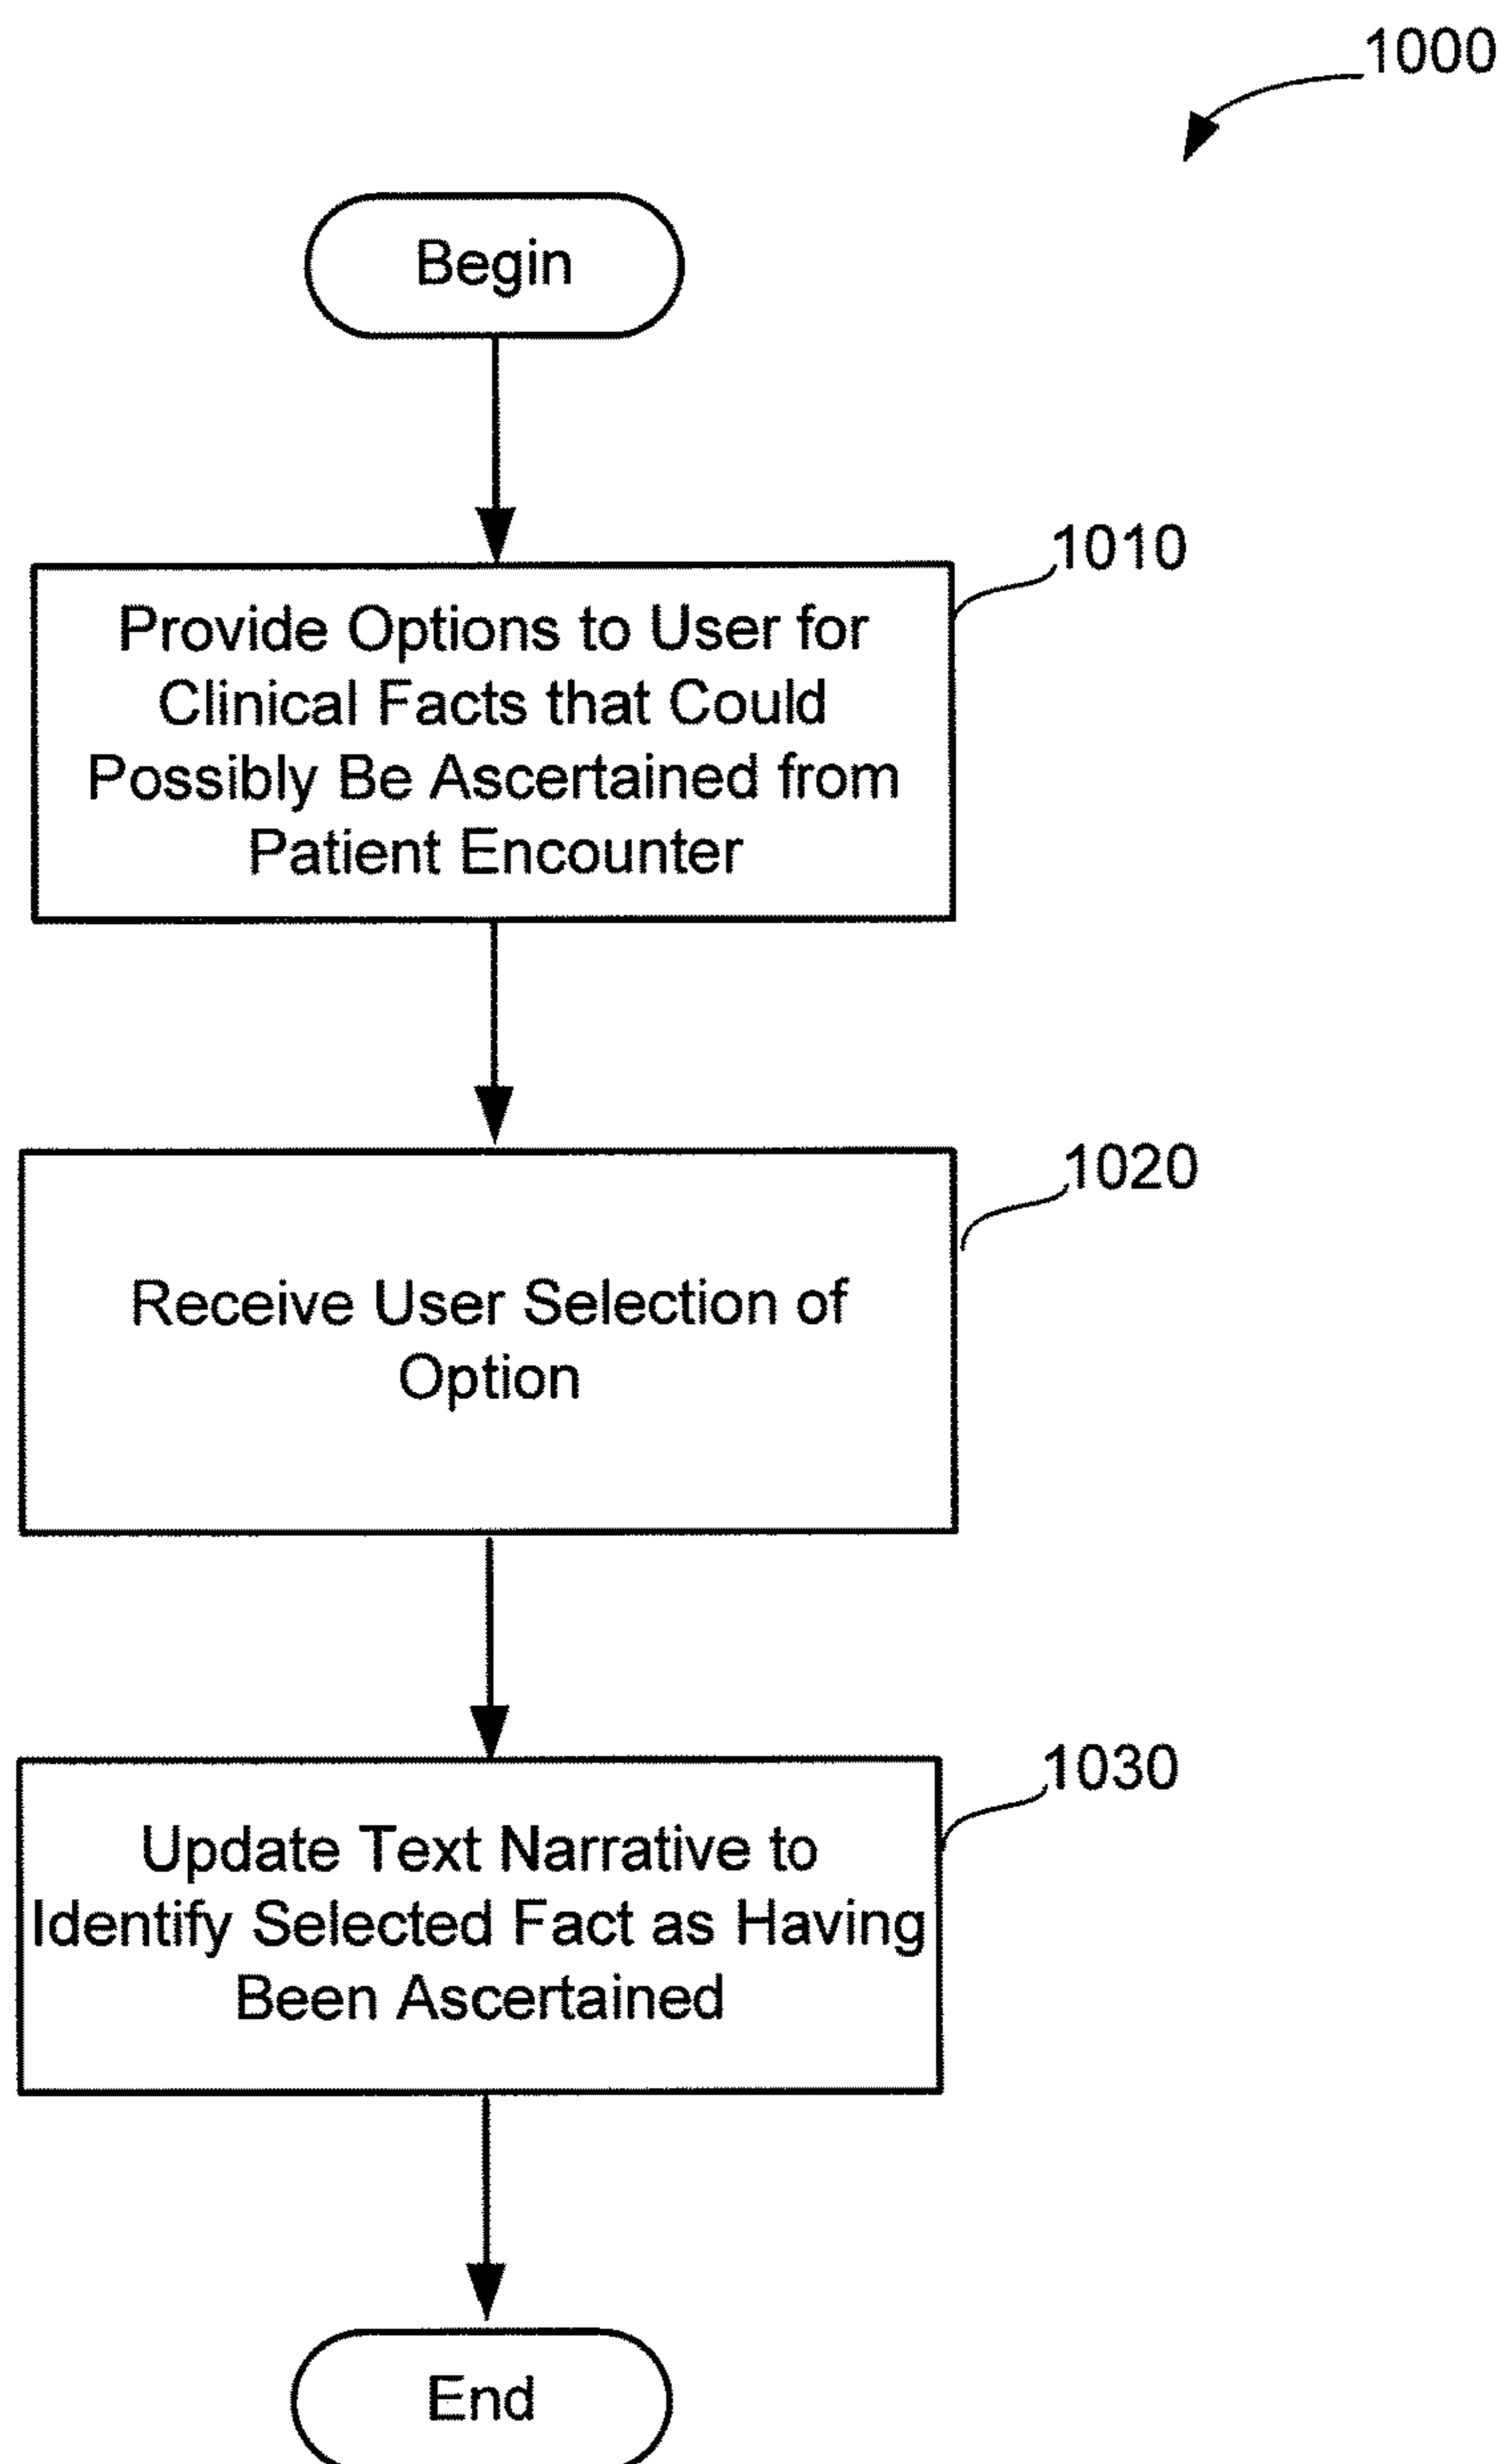 1000
Begin
1010
Provide Options to User for
Clinical Facts that Could
Possibly Be Ascertained from
Patient Encounter
1020
Receive User Selection of
Option
1030
Update Text Narrative to
Identify Selected Fact as Having
Been Ascertained
End